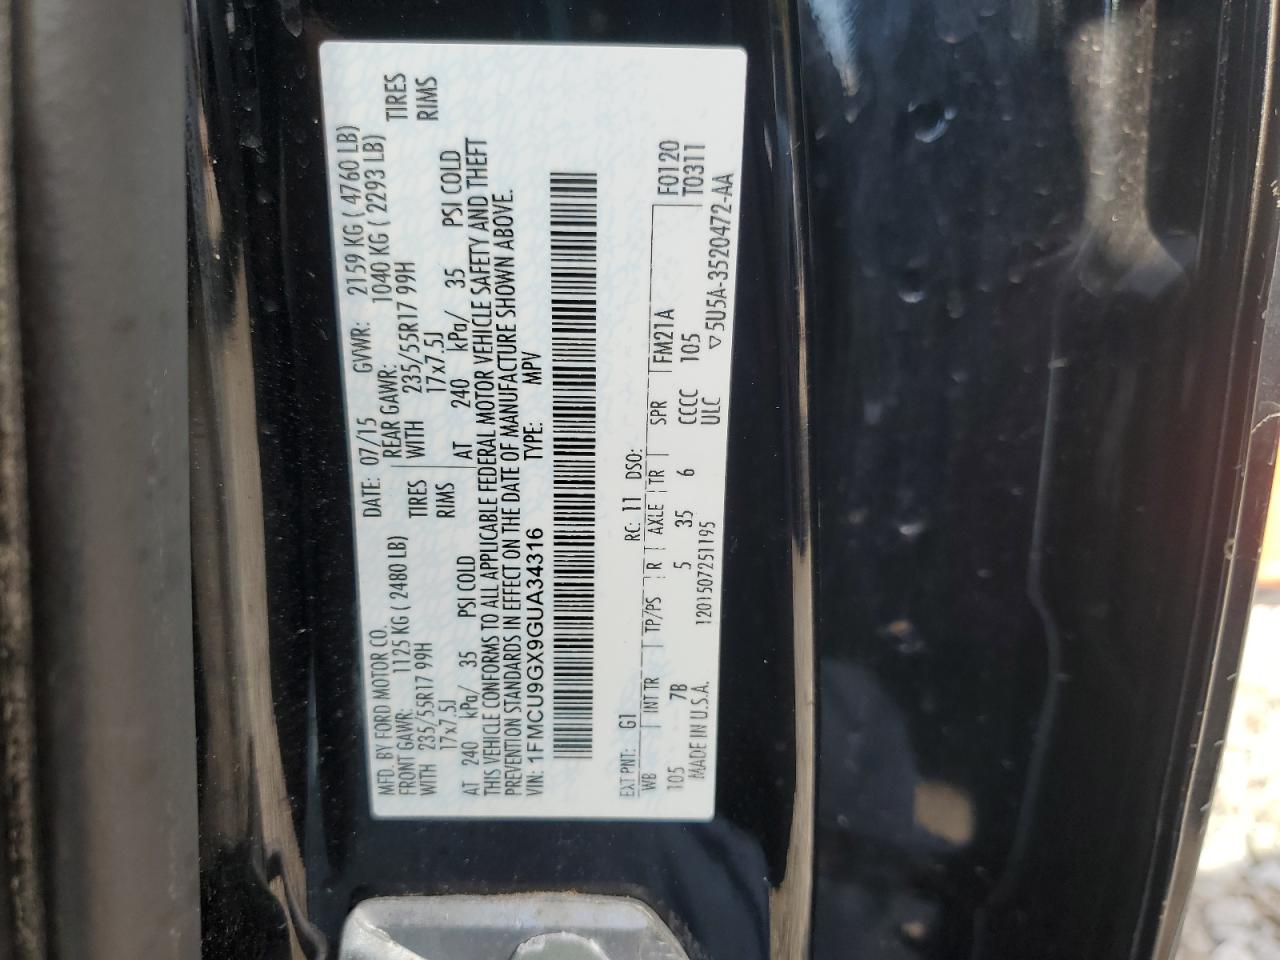 MFD. BY FORD MOTOR CO.
DATE: 07/15 GVWR: 2159 KG ( 4760 LB)
FRONT GAWR: 1125 KG ( 2480 LB)
REAR GAWR: 1040 KG ( 2293 LB)
WITH 235/55R17 99H TIRES
WITH 235/55R17 99H TIRES
17x7.5J RIMS
17x7.5J RIMS
AT 240 kPa/ 35 PSI COLD
AT 240 kPa/ 35 PSI COLD
THIS VEHICLE CONFORMS TO ALL APPLICABLE FEDERAL MOTOR VEHICLE SAFETY AND THEFT
PREVENTION STANDARDS IN EFFECT ON THE DATE OF MANUFACTURE SHOWN ABOVE.
VIN: 1FMCU9GX9GUA34316 TYPE: MPV
EXT PNT: G1 RC: 11 DSO:
F0120
WB INT TR TP/PS R AXLE TR SPR FM21A
T0311
105 7B 5 35 6 CCCC 105
ULC
MADE IN U.S.A. 1201507251195 ▽5U5A-3520472-AA